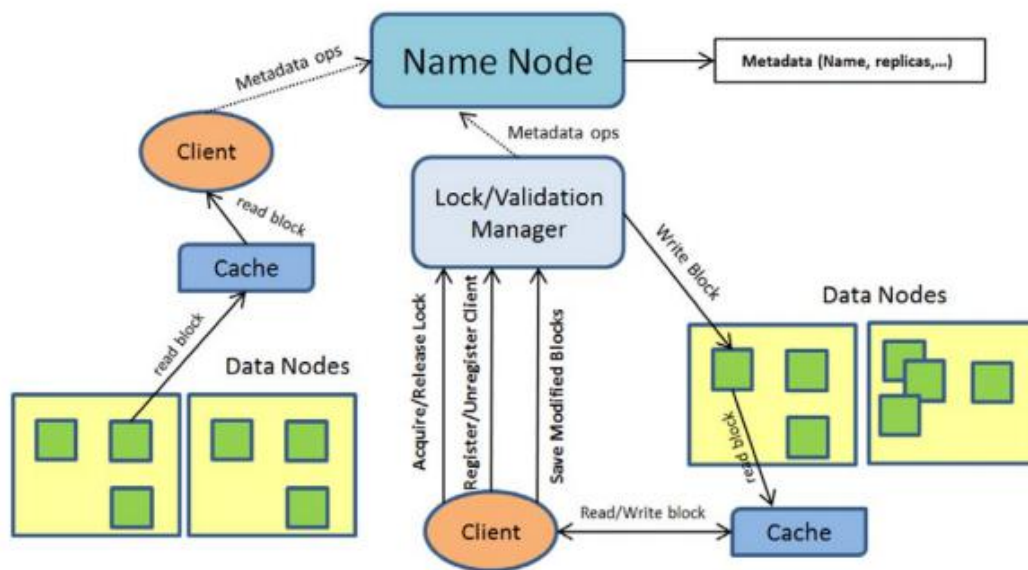 Name Node
Metadata (Name, replicas,...)
Metadata ops
Metadata ops
Client
Lock/Validation
Manager
read block
Cache
Write Block
read block
Data Nodes
Data Nodes
Acquire/Release Lock
Register/Unregister Client
Save Modified Blocks
read block
Client
Read/Write block
Cache